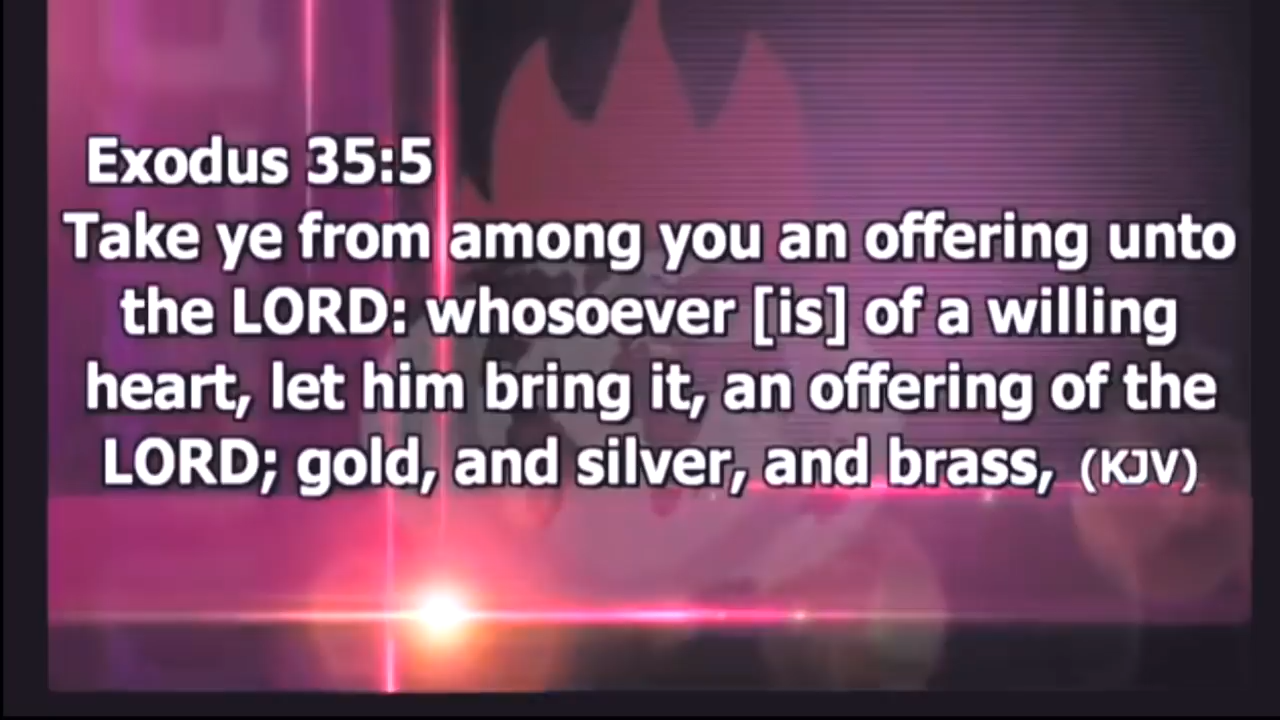 Exodus 35:5
Take ye from among you an offering unto
the LORD: whosoever [is] of a willing
heart, let him bring it, an offering of the
LORD; gold, and silver, and brass, (KJV)